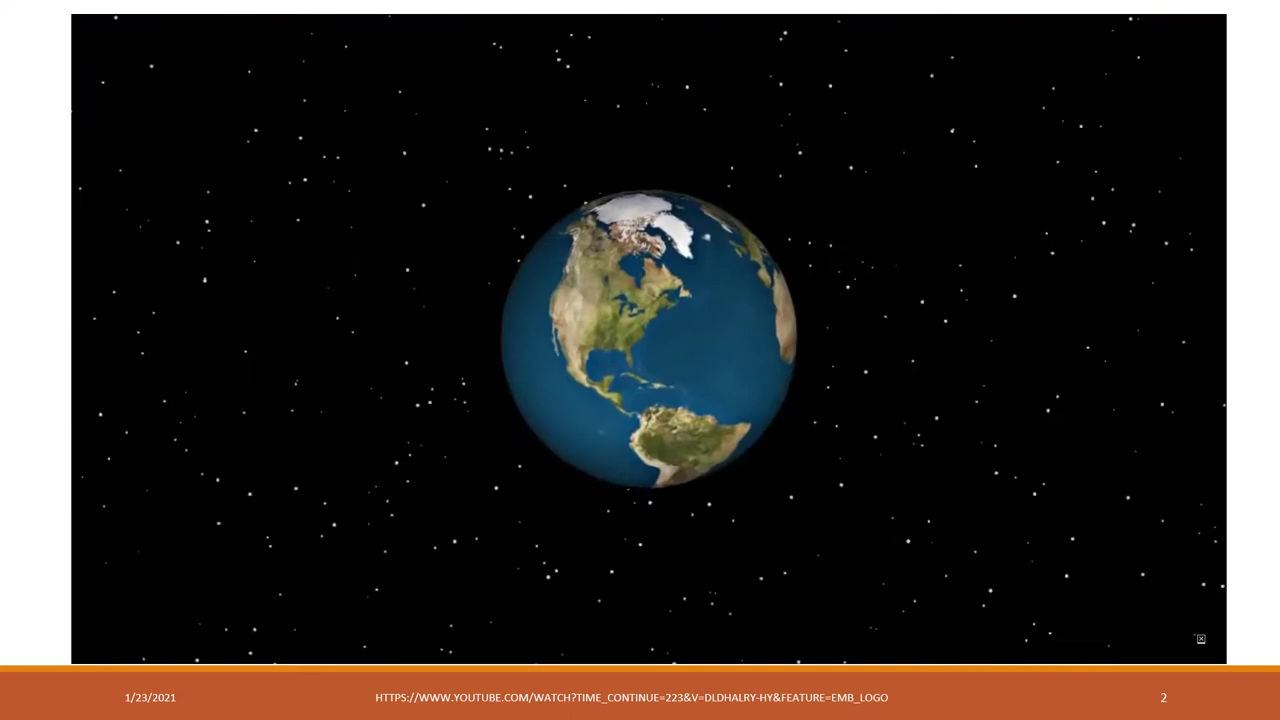 1/23/2021
HTTPS://WWW.YOUTUBE.COM/WATCH?TIME_CONTINUE=223&V=DLDHALRY-HY&FEATURE=EMB_LOGO
2